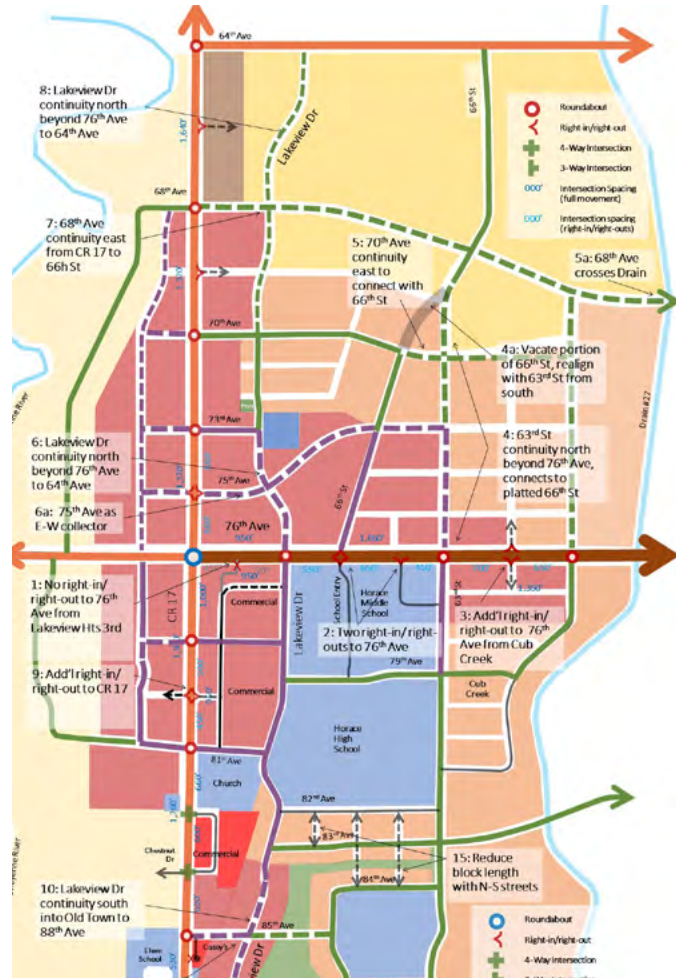 64th Ave
8: Lakeview Dr
continuity north
beyond 76th Ave
to 64th Ave
Lakeview Dr
Roundabout
Right-in/right-out
4-Way Intersection
3-Way Intersection
000' Intersection Spacing
(full movement)
000' Intersection spacing
(right-in/right-outs)
1,640'
68th Ave
7: 68th Ave
continuity east
from CR 17 to
66h St
5: 70th Ave
continuity
east to
connect with
66th St
5a: 68th Ave
crosses Drain
70th Ave
4a: Vacate portion
of 66th St, realign
with 63rd St from
south
73rd Ave
6: Lakeview Dr
continuity north
beyond 76th Ave
to 64th Ave
4: 63rd St
continuity north
beyond 76th Ave,
connects to
platted 66th St
Drain #27
66th St
75th Ave
6a: 75th Ave as
E-W collector
76th Ave
950'
1: No right-in/
right-out to 76th
Ave from
Lakeview Hts 3rd
CR 17
950'
Commercial
Lakeview Dr
School Entry
Horace
Middle School
63rd St
2: Two right-in/right-
outs to 76th Ave
3: Add'l right-in/
right-out to 76th
Ave from Cub
Creek
79th Ave
9: Add'l right-in/
right-out to CR 17
Commercial
Cub
Creek
Horace
High
School
81st Ave
Church
82nd Ave
83rd Ave
Chestnut
Dr
Commercial
15: Reduce
block length
with N-S streets
84th Ave
10: Lakeview Dr
continuity south
into Old Town to
88th Ave
85th Ave
Elem
School
Casey's
Lakeview Dr
Roundabout
Right-in/right-out
4-Way Intersection